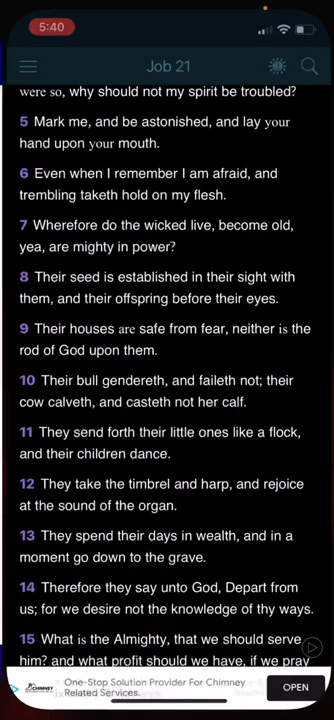 5:40
Job 21
were so, why should not my spirit be troubled?
5 Mark me, and be astonished, and lay your
hand upon your mouth.
6 Even when I remember I am afraid, and
trembling taketh hold on my flesh.
7 Wherefore do the wicked live, become old,
yea, are mighty in power?
8 Their seed is established in their sight with
them, and their offspring before their eyes.
9 Their houses are safe from fear, neither is the
rod of God upon them.
10 Their bull gendereth, and faileth not; their
cow calveth, and casteth not her calf.
11 They send forth their little ones like a flock,
and their children dance.
12 They take the timbrel and harp, and rejoice
at the sound of the organ.
13 They spend their days in wealth, and in a
moment go down to the grave.
14 Therefore they say unto God, Depart from
us; for we desire not the knowledge of thy ways.
15 What is the Almighty, that we should serve
him? and what profit should we have, if we pray
CHIMNEY
One-Stop Solution Provider For Chimney
Related Services.
OPEN